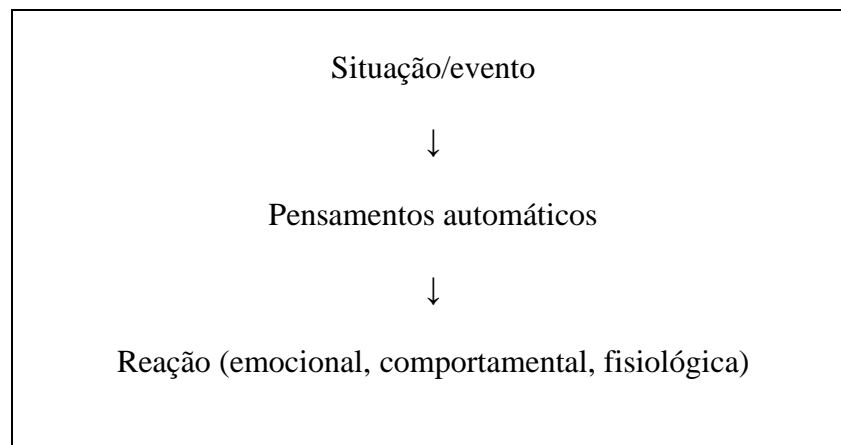 Situação/evento
↓
Pensamentos automáticos
↓
Reação (emocional, comportamental, fisiológica)